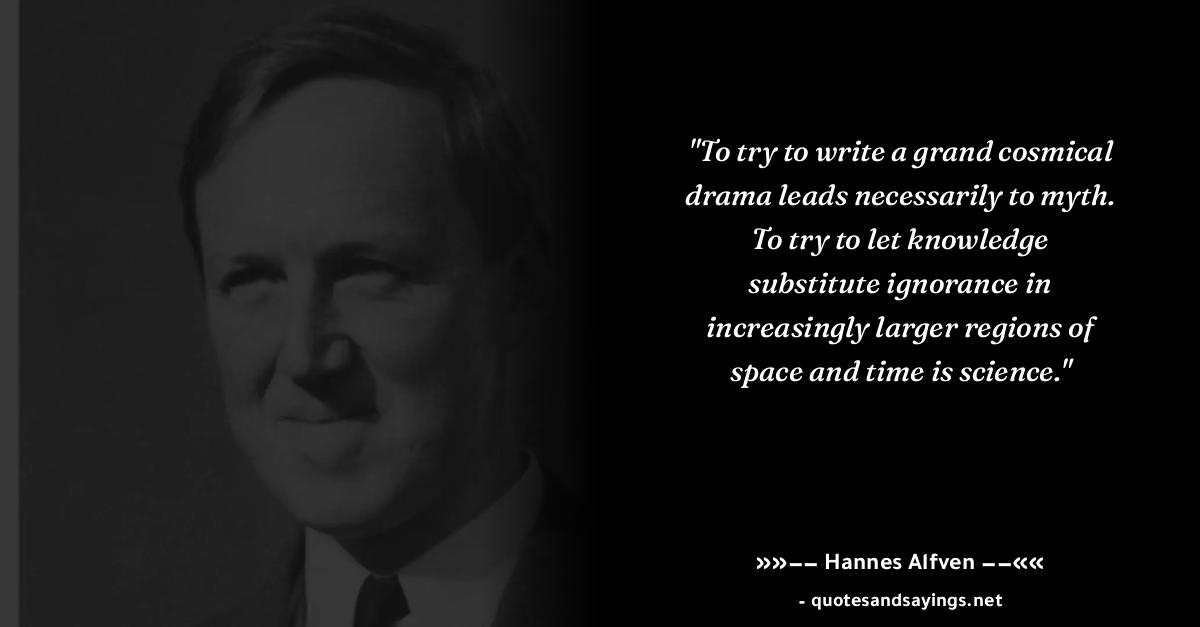 "To try to write a grand cosmical
drama leads necessarily to myth.
To try to let knowledge
substitute ignorance in
increasingly larger regions of
space and time is science."
»»–– Hannes Alfven ––««
- quotesandsayings.net